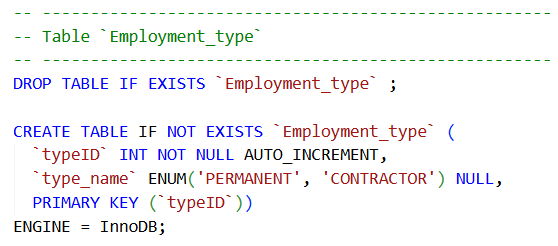 -- -----------------------------------------------------
-- Table `Employment_type`
-- -----------------------------------------------------
DROP TABLE IF EXISTS `Employment_type` ;
CREATE TABLE IF NOT EXISTS `Employment_type` (
`typeID` INT NOT NULL AUTO_INCREMENT,
`type_name` ENUM('PERMANENT', 'CONTRACTOR') NULL,
PRIMARY KEY (`typeID`))
ENGINE = InnoDB;